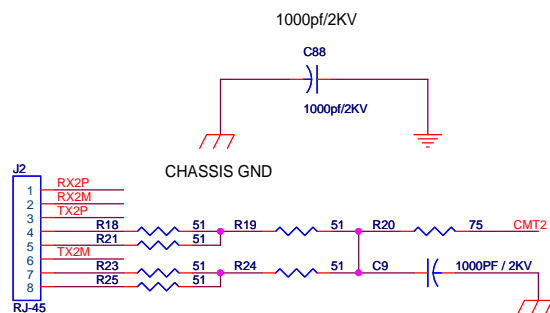 1000pf/2KV
C88
1000pf/2KV
CHASSIS GND
J2
1 RX2P
2 RX2M
3 TX2P
4 R18 51 R19 51 R20 75 CMT2
5 R21 51
6 TX2M
7 R23 51 R24 51 C9 1000PF / 2KV
8 R25 51
RJ-45